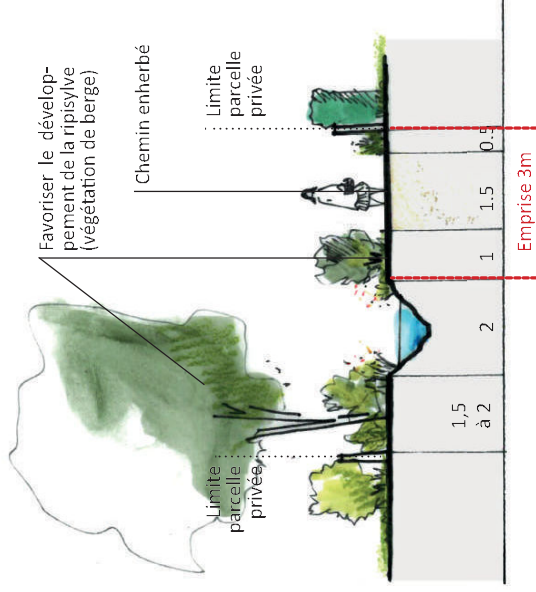 Favoriser le dévelop-
pement de la ripisylve
(végétation de berge)
Chemin enherbé
Limite
parcelle
privée
Limite
parcelle
privée
1,5
à 2
2
1
1.5
0.5
Emprise 3m